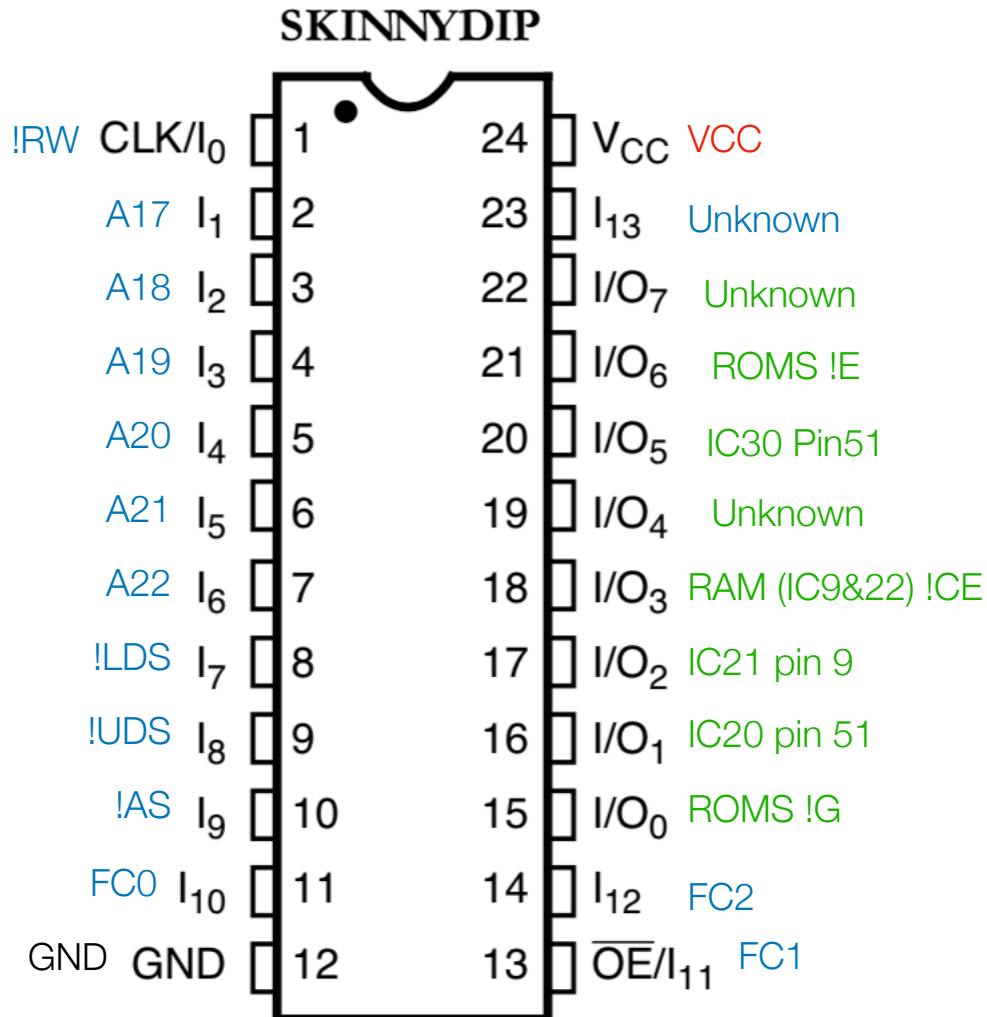 SKINNYDIP
!RW CLK/I0 1 24 VCC VCC
A17 I1 2 23 I13 Unknown
A18 I2 3 22 I/O7 Unknown
A19 I3 4 21 I/O6 ROMS !E
A20 I4 5 20 I/O5 IC30 Pin51
A21 I5 6 19 I/O4 Unknown
A22 I6 7 18 I/O3 RAM (IC9&22) !CE
!LDS I7 8 17 I/O2 IC21 pin 9
!UDS I8 9 16 I/O1 IC20 pin 51
!AS I9 10 15 I/O0 ROMS !G
FC0 I10 11 14 I12 FC2
GND GND 12 13 O̅E̅/I11 FC1